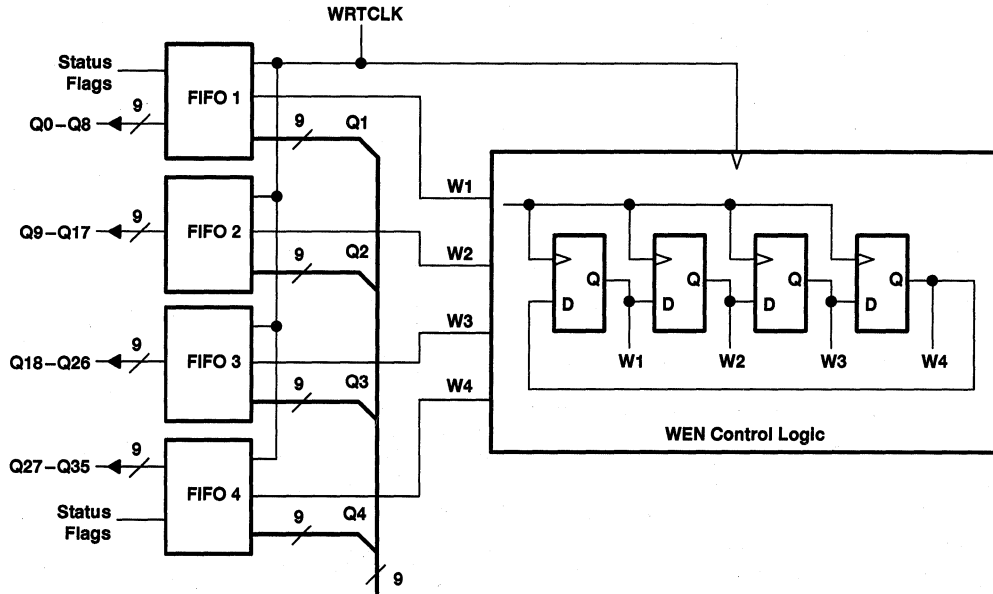 WRTCLK
Status
Flags
FIFO 1
9
Q0–Q8
9
Q1
W1
9
Q9–Q17
FIFO 2
W2
9
Q2
Q
D
Q
D
Q
D
Q
D
W3
9
Q18–Q26
FIFO 3
W1
W2
W3
W4
9
Q3
W4
WEN Control Logic
9
Q27–Q35
FIFO 4
Status
Flags
9
Q4
9